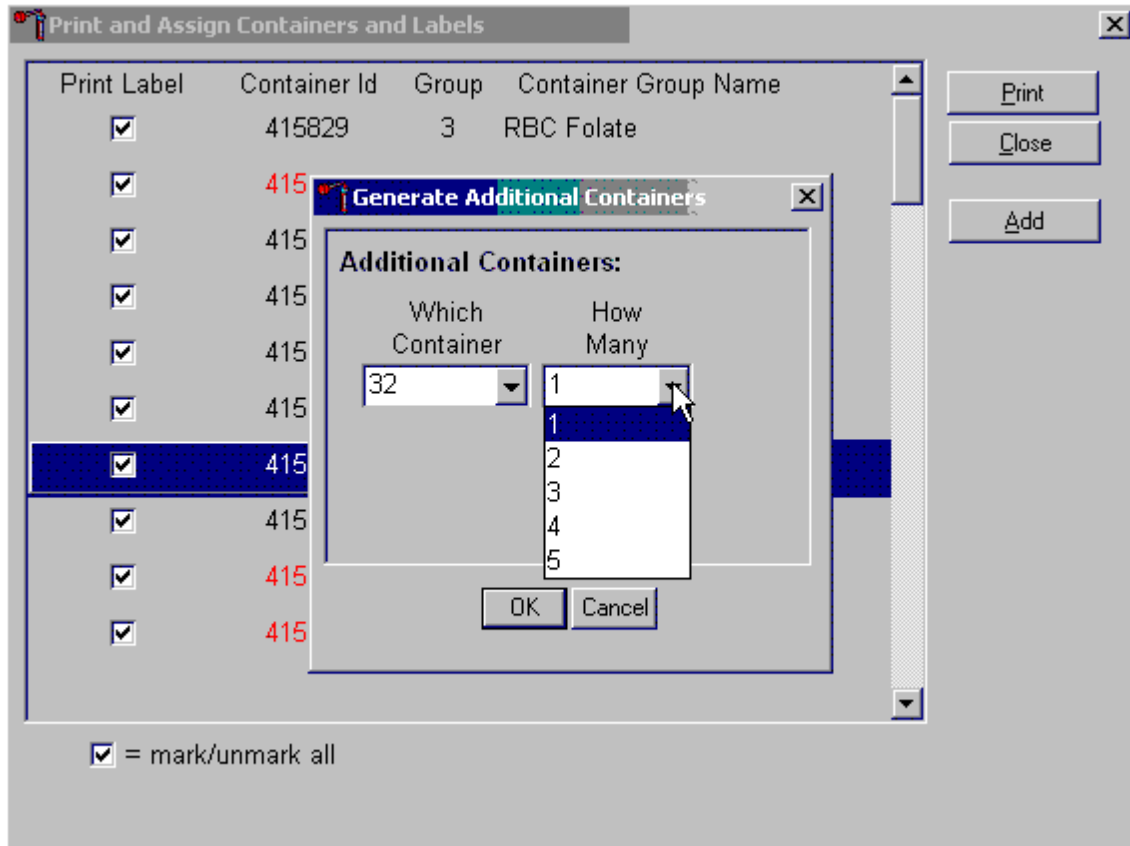 Print and Assign Containers and Labels
Print Label Container Id Group Container Group Name
415829 3 RBC Folate
Print
Close
Add
415
415
415
415
415
415
415
415
415
Generate Additional Containers
Additional Containers:
Which Container
How Many
32
1
1
2
3
4
5
OK Cancel
= mark/unmark all